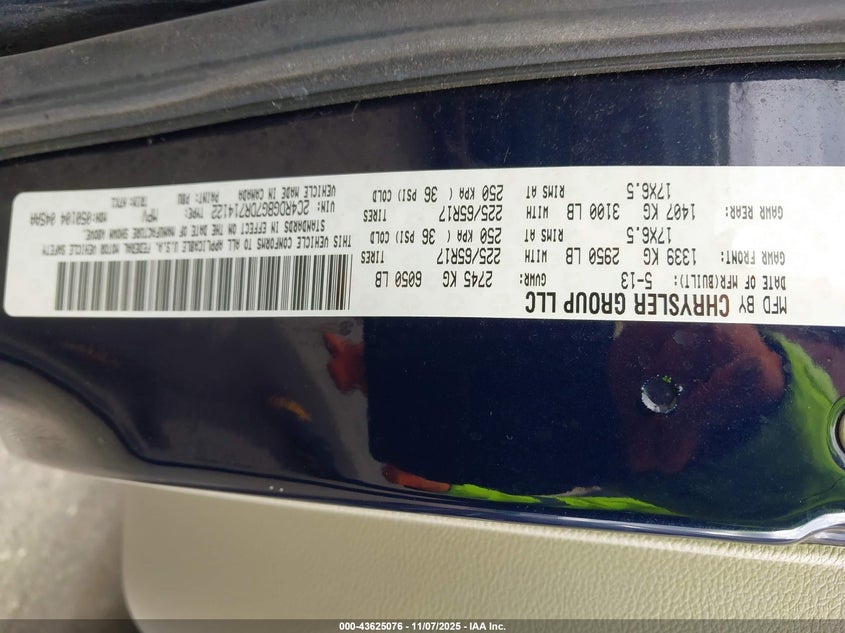 MFD BY CHRYSLER GROUP LLC
DATE OF MFR(BUILT): 5-13 GVWR: 2745 KG 6050 LB
GAWR FRONT: 1339 KG 2950 LB WITH 225/65R17 TIRES
17X6.5 RIMS AT 250 KPA ( 36 PSI) COLD
GAWR REAR: 1407 KG 3100 LB WITH 225/65R17 TIRES
17X6.5 RIMS AT 250 KPA ( 36 PSI) COLD
THIS VEHICLE CONFORMS TO ALL APPLICABLE U.S.A. FEDERAL MOTOR VEHICLE SAFETY
STANDARDS IN EFFECT ON THE DATE OF MANUFACTURE SHOWN ABOVE.
VIN: 2C4RDGBG7DR714122 TYPE: MPV MDH:050104 045AA
VEHICLE MADE IN CANADA PAINT: PBU TRIM:
000-43625076 — 11/07/2025 — IAA Inc.